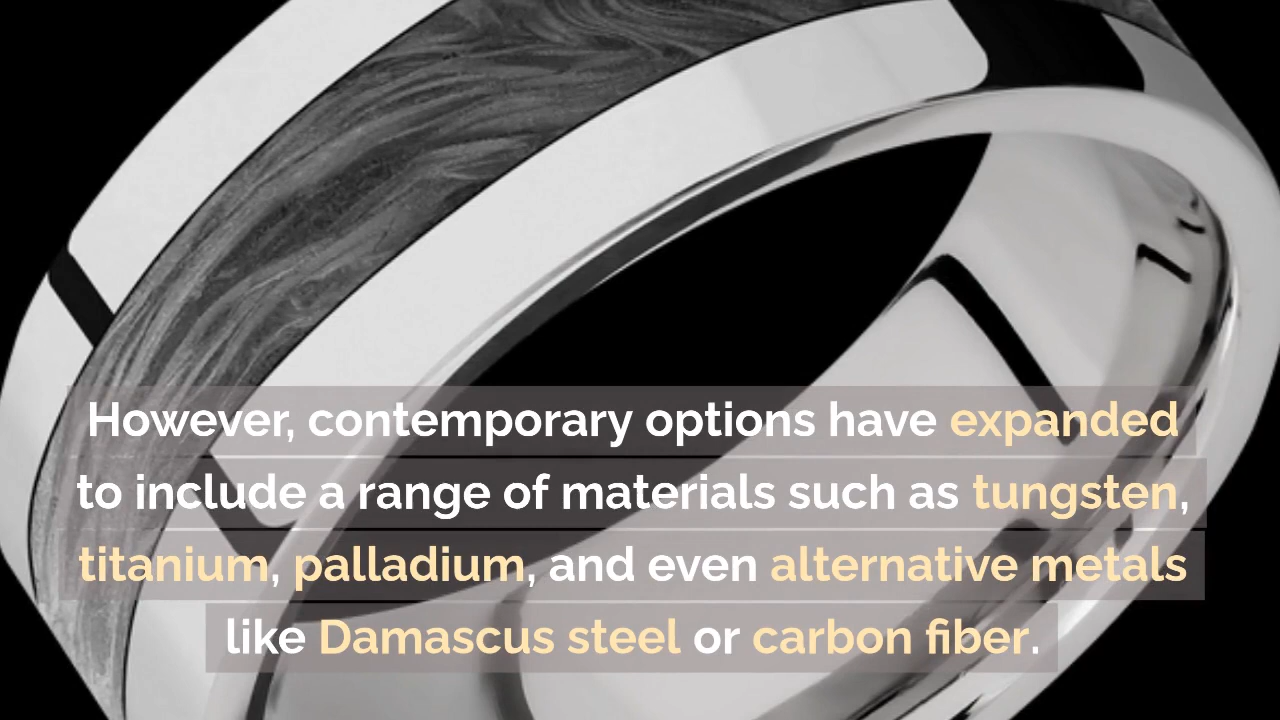 However, contemporary options have expanded
to include a range of materials such as tungsten,
titanium, palladium, and even alternative metals
like Damascus steel or carbon fiber.